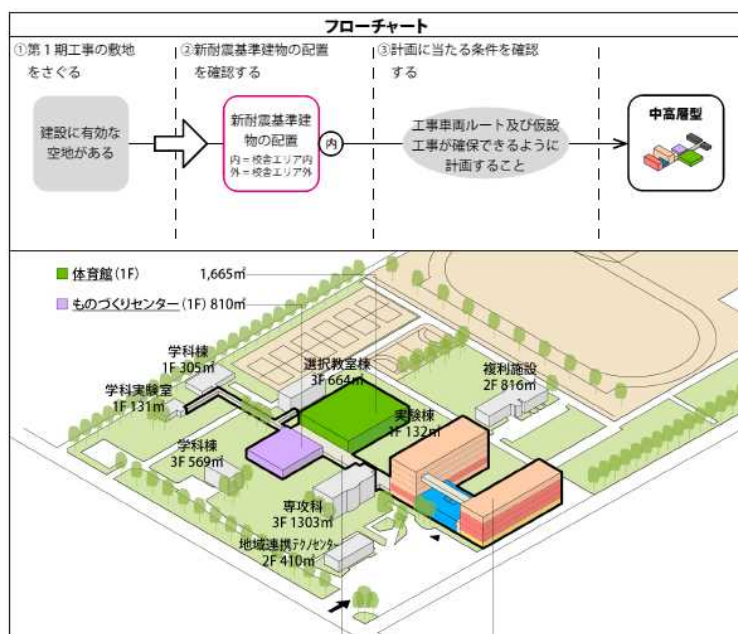 フローチャート
①第1期工事の敷地
をさぐる
②新耐震基準建物の配置
を確認する
③計画に当たる条件を確認
する
建設に有効な
空地がある
新耐震基準建
物の配置
内=校舎エリア内
外=校舎エリア外
内
工事車両ルート及び仮設
工事が確保できるように
計画すること
中高層型
体育館(1F) 1,665㎡
ものづくりセンター(1F) 810㎡
学科棟
1F 305㎡
学科実験室
1F 131㎡
選択教室棟
3F 664㎡
複利施設
2F 816㎡
実験棟
1F 132㎡
学科棟
3F 569㎡
専攻科
3F 1303㎡
地域連携テクノセンター
2F 410㎡